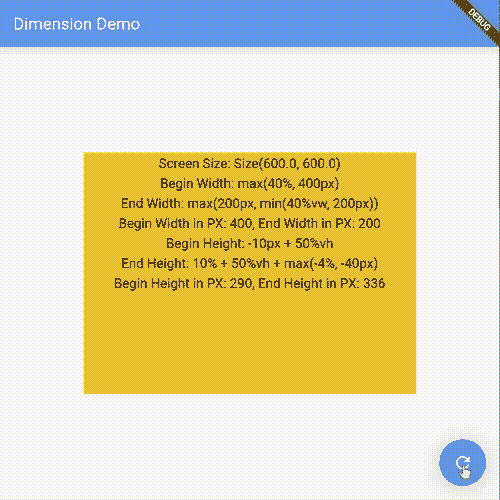 Dimension Demo
DEBUG
Screen Size: Size(600.0, 600.0)
Begin Width: max(40%, 400px)
End Width: max(200px, min(40%vw, 200px))
Begin Width in PX: 400, End Width in PX: 200
Begin Height: -10px + 50%vh
End Height: 10% + 50%vh + max(-4%, -40px)
Begin Height in PX: 290, End Height in PX: 336